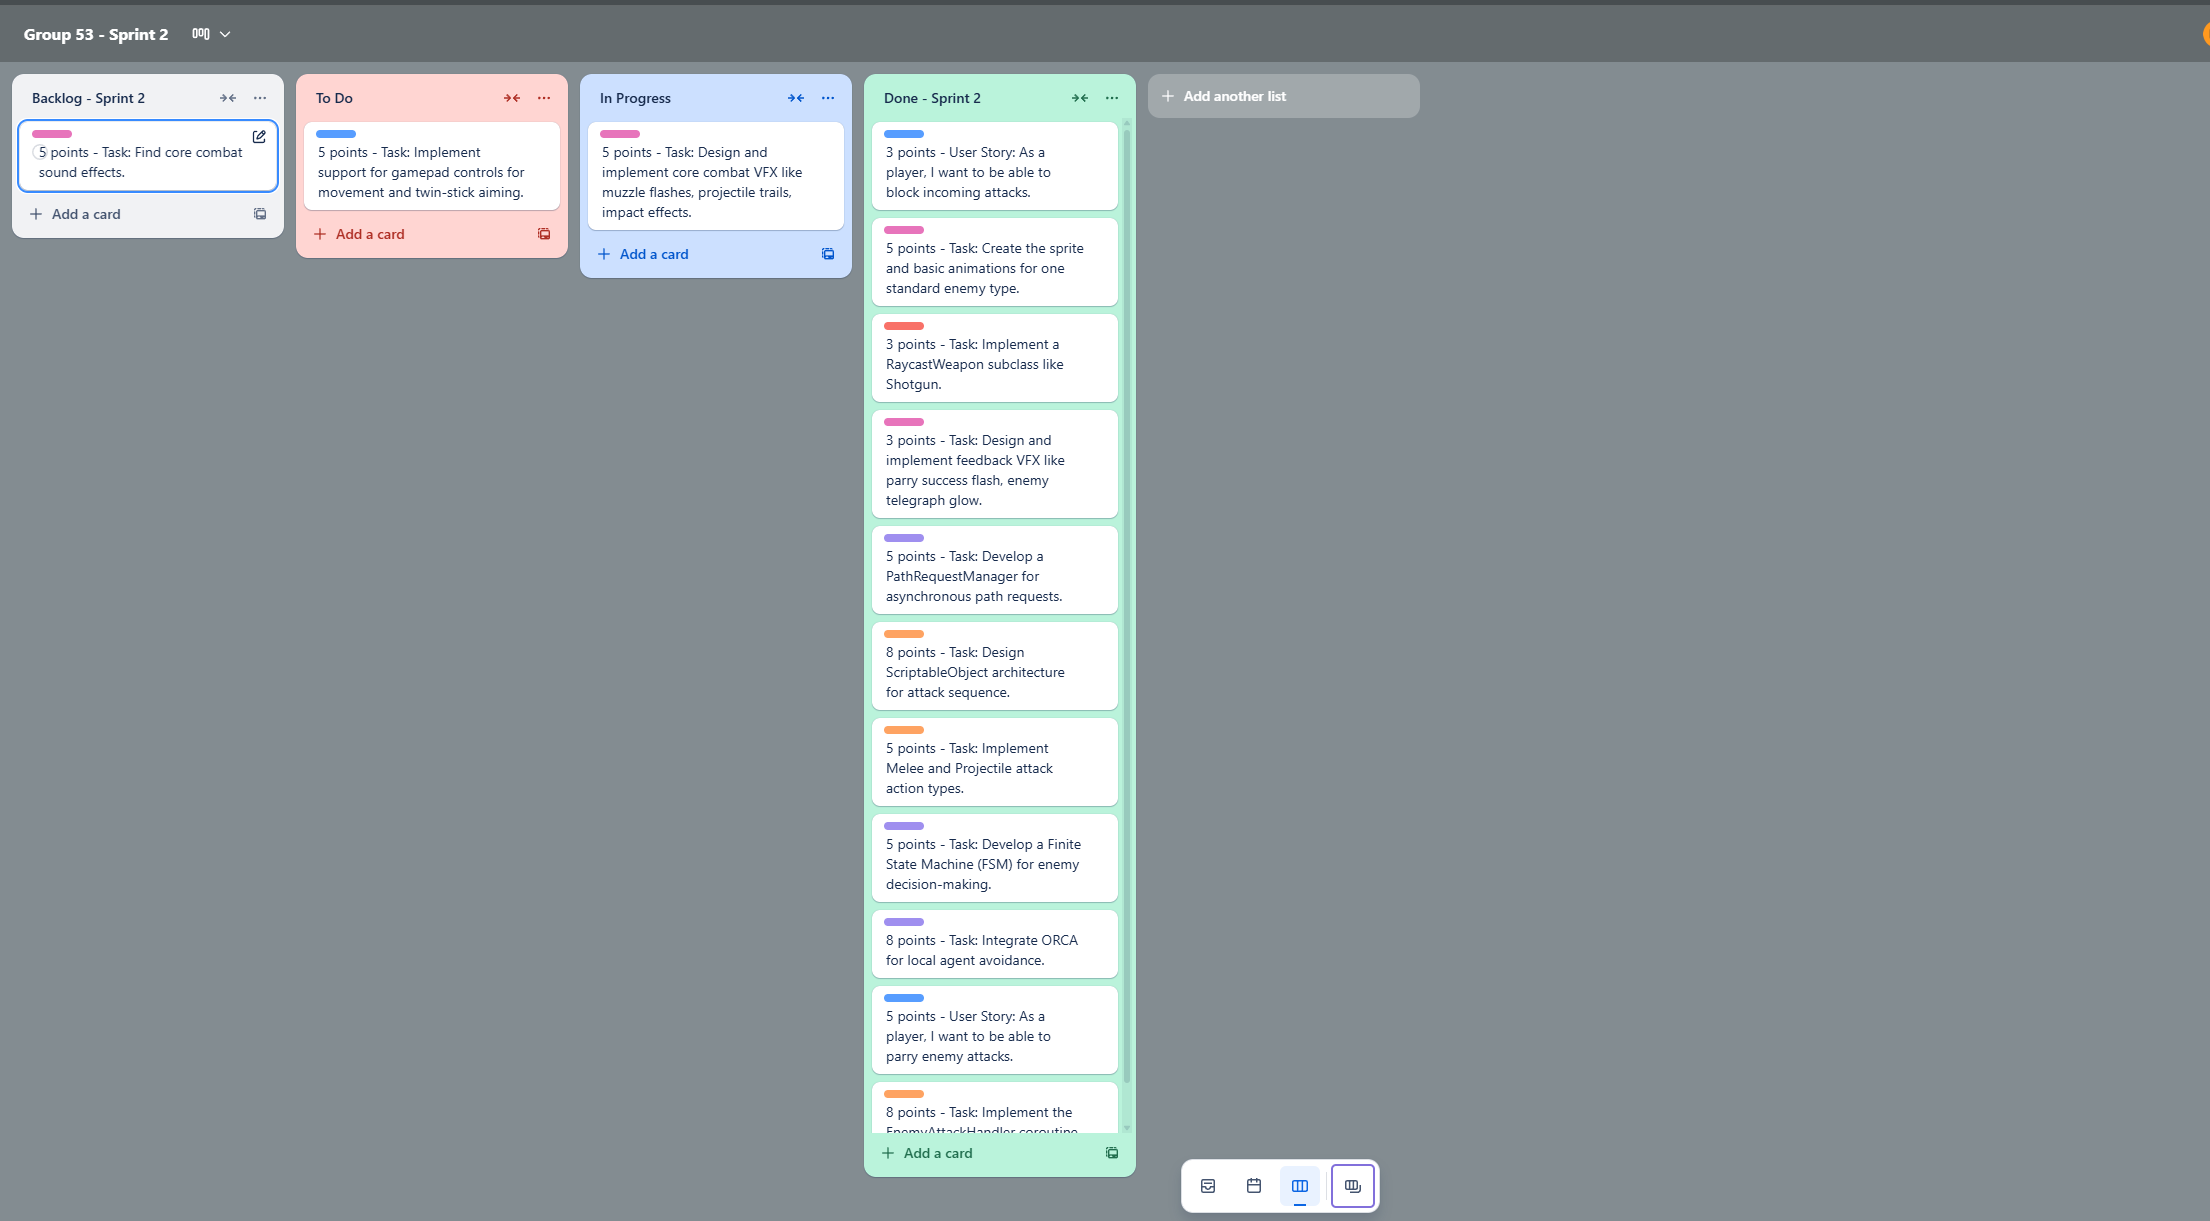 Group 53 - Sprint 2
Backlog - Sprint 2
5 points - Task: Find core combat
sound effects.
Add a card
To Do
5 points - Task: Implement
support for gamepad controls for
movement and twin-stick aiming.
Add a card
In Progress
5 points - Task: Design and
implement core combat VFX like
muzzle flashes, projectile trails,
impact effects.
Add a card
Done - Sprint 2
3 points - User Story: As a
player, I want to be able to
block incoming attacks.
5 points - Task: Create the sprite
and basic animations for one
standard enemy type.
3 points - Task: Implement a
RaycastWeapon subclass like
Shotgun.
3 points - Task: Design and
implement feedback VFX like
parry success flash, enemy
telegraph glow.
5 points - Task: Develop a
PathRequestManager for
asynchronous path requests.
8 points - Task: Design
ScriptableObject architecture
for attack sequence.
5 points - Task: Implement
Melee and Projectile attack
action types.
5 points - Task: Develop a Finite
State Machine (FSM) for enemy
decision-making.
8 points - Task: Integrate ORCA
for local agent avoidance.
5 points - User Story: As a
player, I want to be able to
parry enemy attacks.
8 points - Task: Implement the
EnemyAttackHandler coroutine
Add a card
Add another list